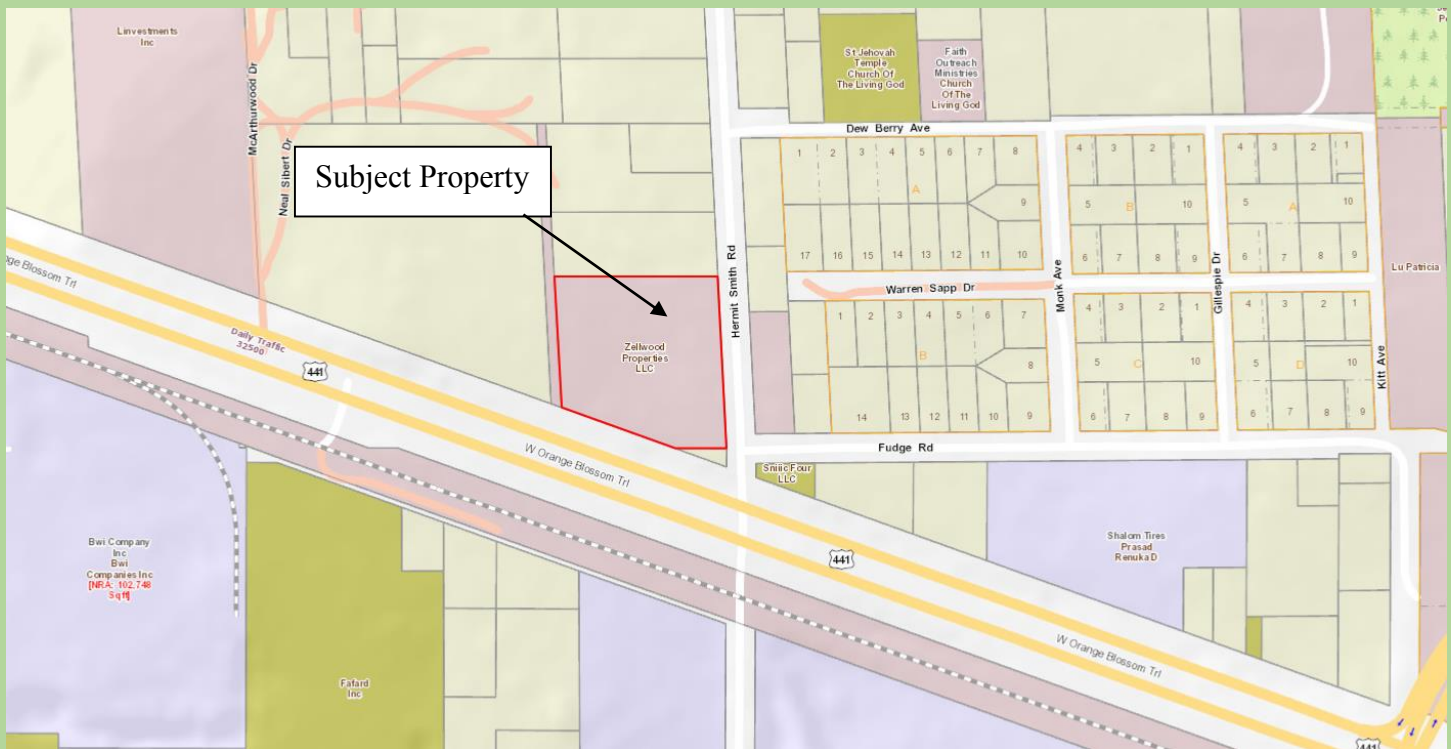 Linvestments
Inc
McArthurwood Dr
Neal Sibert Dr
Subject Property
St Jehovah
Temple
Church Of
The Living God
Faith
Outreach
Ministries
Church
Of The
Living God
Dew Berry Ave
1 2 3 4 5 6 7 8
A
9
17 16 15 14 13 12 11 10
4 3 2 1
5 B 10
6 7 8 9
4 3 2 1
5 A 10
6 7 8 9
Hermit Smith Rd
Warren Sapp Dr
Monk Ave
Gillespie Dr
Kitt Ave
Lu Patricia
Zellwood
Properties
LLC
1 2 3 4 5 6 7
B
8
14 13 12 11 10 9
4 3 2 1
5 C 10
6 7 8 9
4 3 2 1
5 D 10
6 7 8 9
Fudge Rd
ge Blossom Trl
Daily Traffic
32500
441
W Orange Blossom Trl
LLC
441
Shalom Tires
Prasad
Renuka D
Bwi Company
Inc
Bwi
Companies Inc
[NRA: 102,748
Sqft]
Fafard
Inc
W Orange Blossom Trl
441